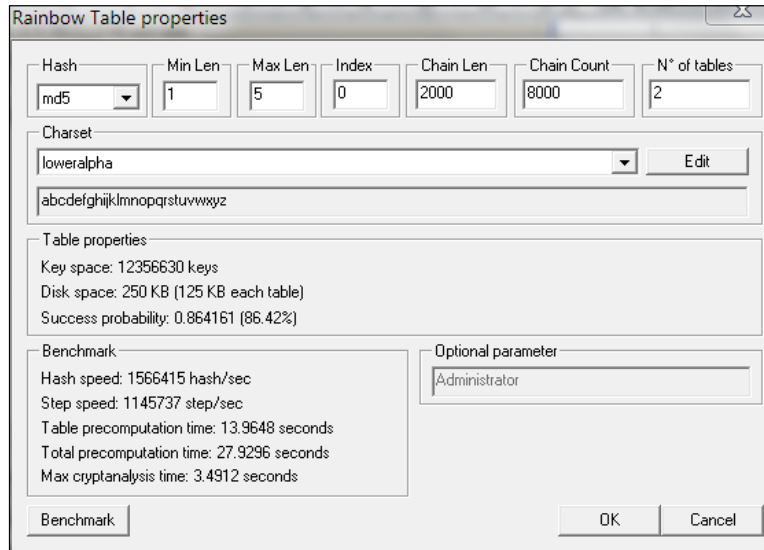 Rainbow Table properties
Hash Min Len Max Len Index Chain Len Chain Count N° of tables
md5 1 5 0 2000 8000 2
Charset
loweralpha Edit
abcdefghijklmnopqrstuvwxyz
Table properties
Key space: 12356630 keys
Disk space: 250 KB (125 KB each table)
Success probability: 0.864161 (86.42%)
Benchmark
Hash speed: 1566415 hash/sec
Step speed: 1145737 step/sec
Table precomputation time: 13.9648 seconds
Total precomputation time: 27.9296 seconds
Max cryptanalysis time: 3.4912 seconds
Optional parameter
Administrator
Benchmark OK Cancel